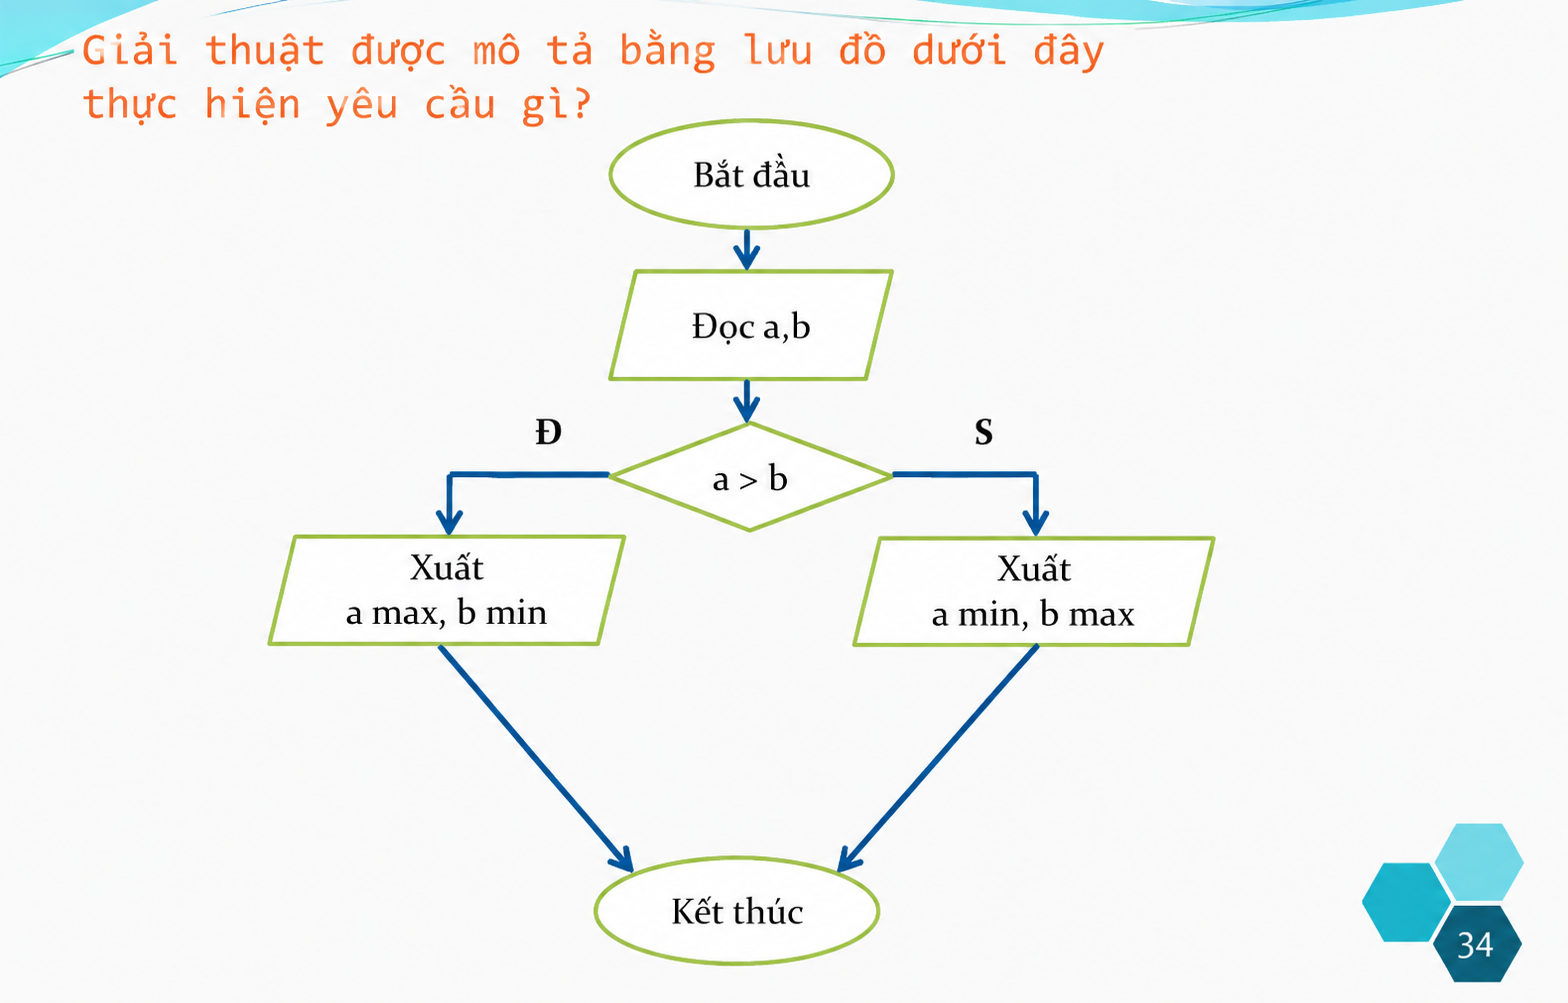 Giải thuật được mô tả bằng lưu đồ dưới đây
thực hiện yêu cầu gì?
Bắt đầu
Đọc a,b
Đ
S
a > b
Xuất
a max, b min
Xuất
a min, b max
Kết thúc
34